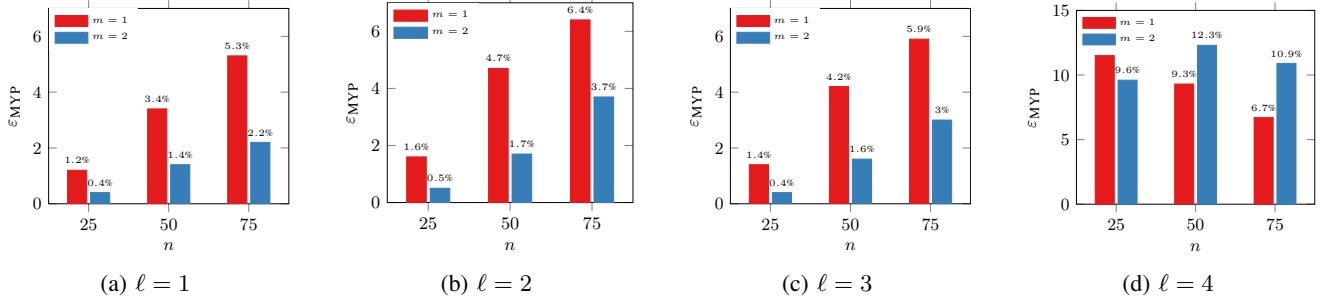 m = 1
m = 2
6
4
2
0
ε_MYP
1.2%
0.4%
3.4%
1.4%
5.3%
2.2%
25 50 75
n
(a) ℓ = 1
m = 1
m = 2
6
4
2
0
ε_MYP
1.6%
0.5%
4.7%
1.7%
6.4%
3.7%
25 50 75
n
(b) ℓ = 2
m = 1
m = 2
6
4
2
0
ε_MYP
1.4%
0.4%
4.2%
1.6%
5.9%
3%
25 50 75
n
(c) ℓ = 3
m = 1
m = 2
15
10
5
0
ε_MYP
9.6%
9.3%
12.3%
6.7%
10.9%
25 50 75
n
(d) ℓ = 4